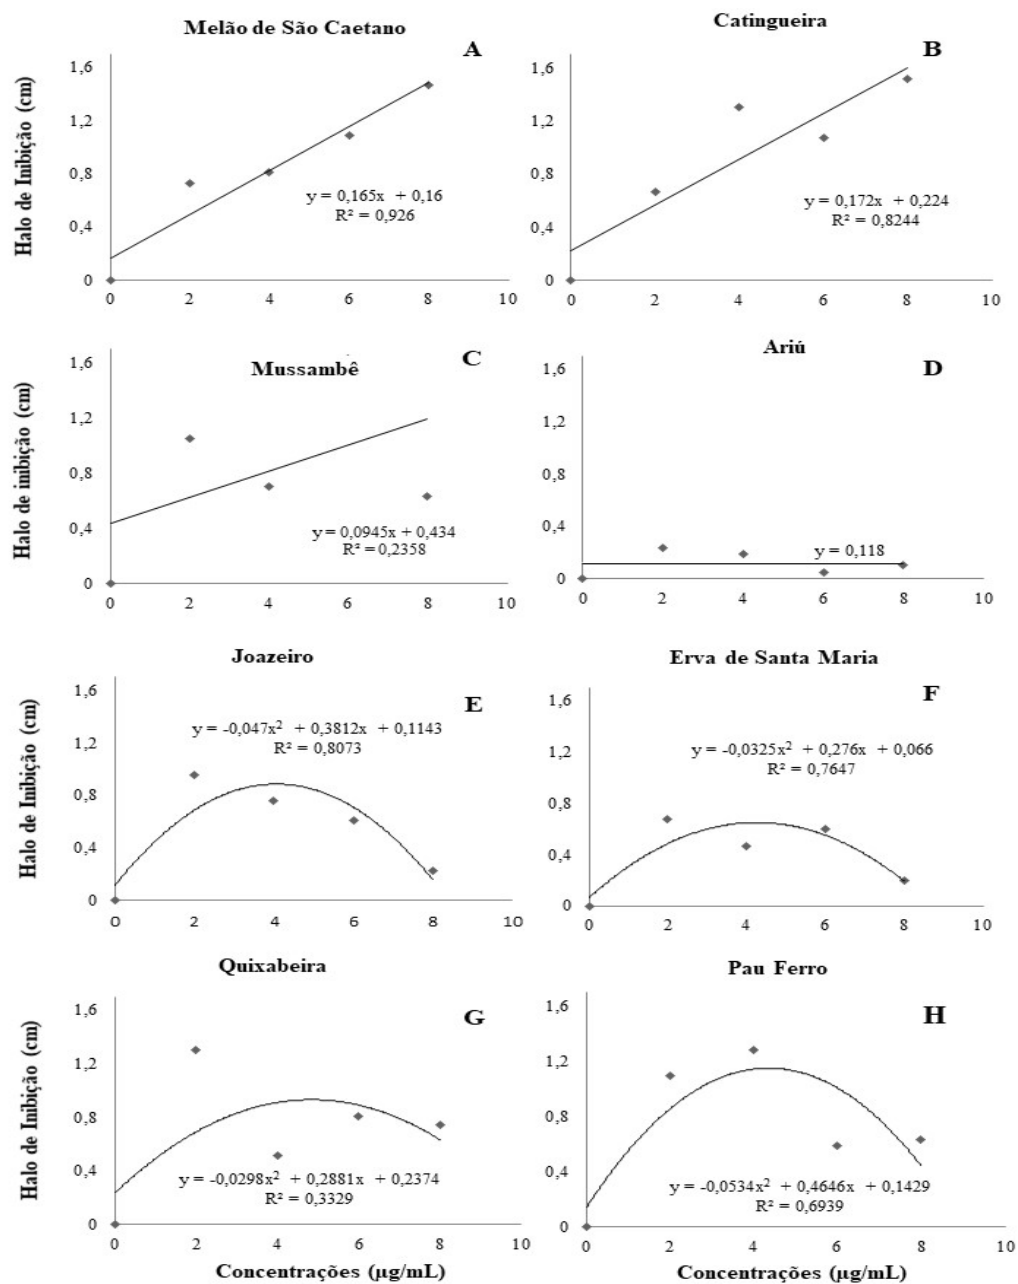 Melão de São Caetano
A
Halo de Inibição (cm)
1,6
1,2
0,8
0,4
0
y = 0,165x + 0,16
R² = 0,926
0 2 4 6 8 10
Catingueira
B
1,6
1,2
0,8
0,4
0
y = 0,172x + 0,224
R² = 0,8244
0 2 4 6 8 10
Mussambê
C
Halo de inibição (cm)
1,6
1,2
0,8
0,4
0
y = 0,0945x + 0,434
R² = 0,2358
0 2 4 6 8 10
Ariú
D
1,6
1,2
0,8
0,4
0
y = 0,118
0 2 4 6 8 10
Joazeiro
E
Halo de Inibição (cm)
1,6
1,2
0,8
0,4
0
y = -0,047x² + 0,3812x + 0,1143
R² = 0,8073
0 2 4 6 8 10
Erva de Santa Maria
F
1,6
1,2
0,8
0,4
0
y = -0,0325x² + 0,276x + 0,066
R² = 0,7647
0 2 4 6 8 10
Quixabeira
G
Halo de Inibição (cm)
1,6
1,2
0,8
0,4
0
y = -0,0298x² + 0,2881x + 0,2374
R² = 0,3329
0 2 4 6 8 10
Concentrações (µg/mL)
Pau Ferro
H
1,6
1,2
0,8
0,4
0
y = -0,0534x² + 0,4646x + 0,1429
R² = 0,6939
0 2 4 6 8 10
Concentrações (µg/mL)